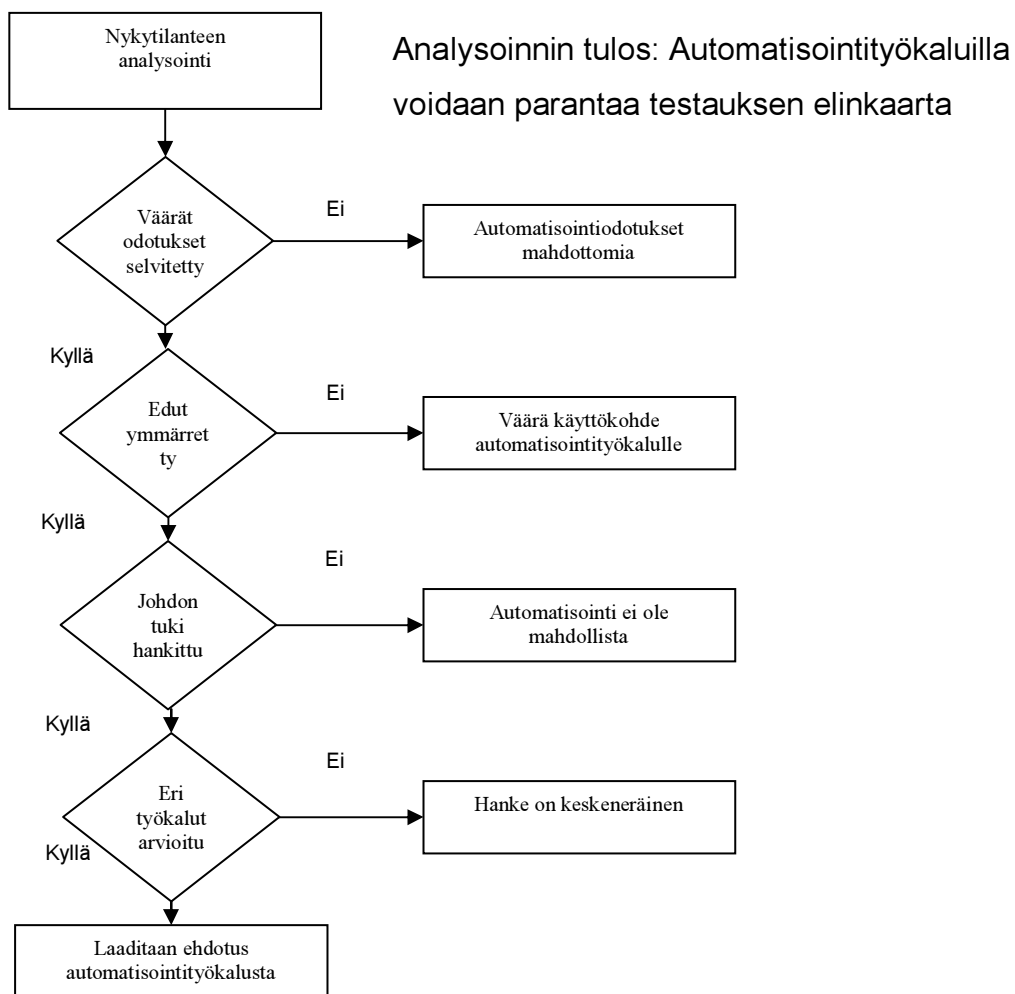 Nykytilanteen
analysointi
Analysoinnin tulos: Automatisointityökaluilla
voidaan parantaa testauksen elinkaarta
Väärät
odotukset
selvitetty
Ei
Automatisointiodotukset
mahdottomia
Kyllä
Edut
ymmärret
ty
Ei
Väärä käyttökohde
automatisointityökalulle
Kyllä
Johdon
tuki
hankittu
Ei
Automatisointi ei ole
mahdollista
Kyllä
Eri
työkalut
arvioitu
Ei
Hanke on keskeneräinen
Kyllä
Laaditaan ehdotus
automatisointityökalusta